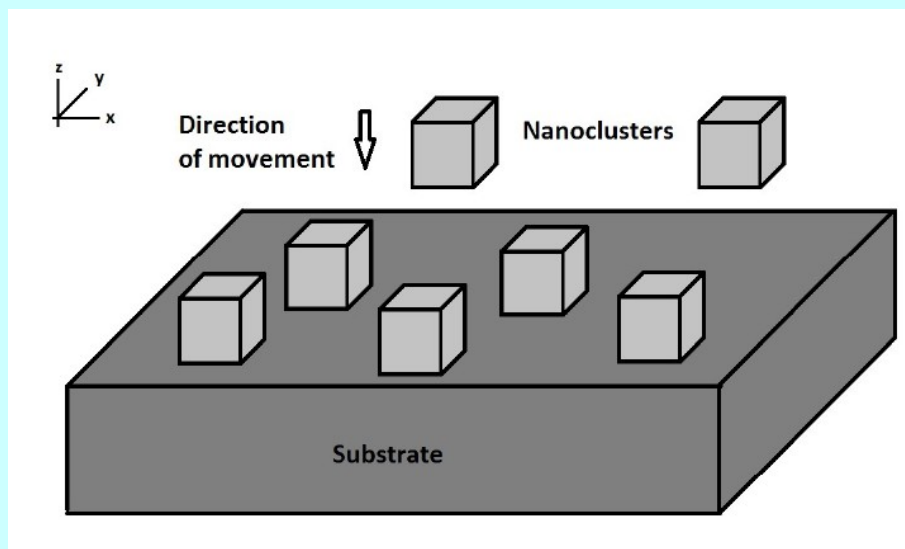 z
y
x
Direction
of movement
Nanoclusters
Substrate